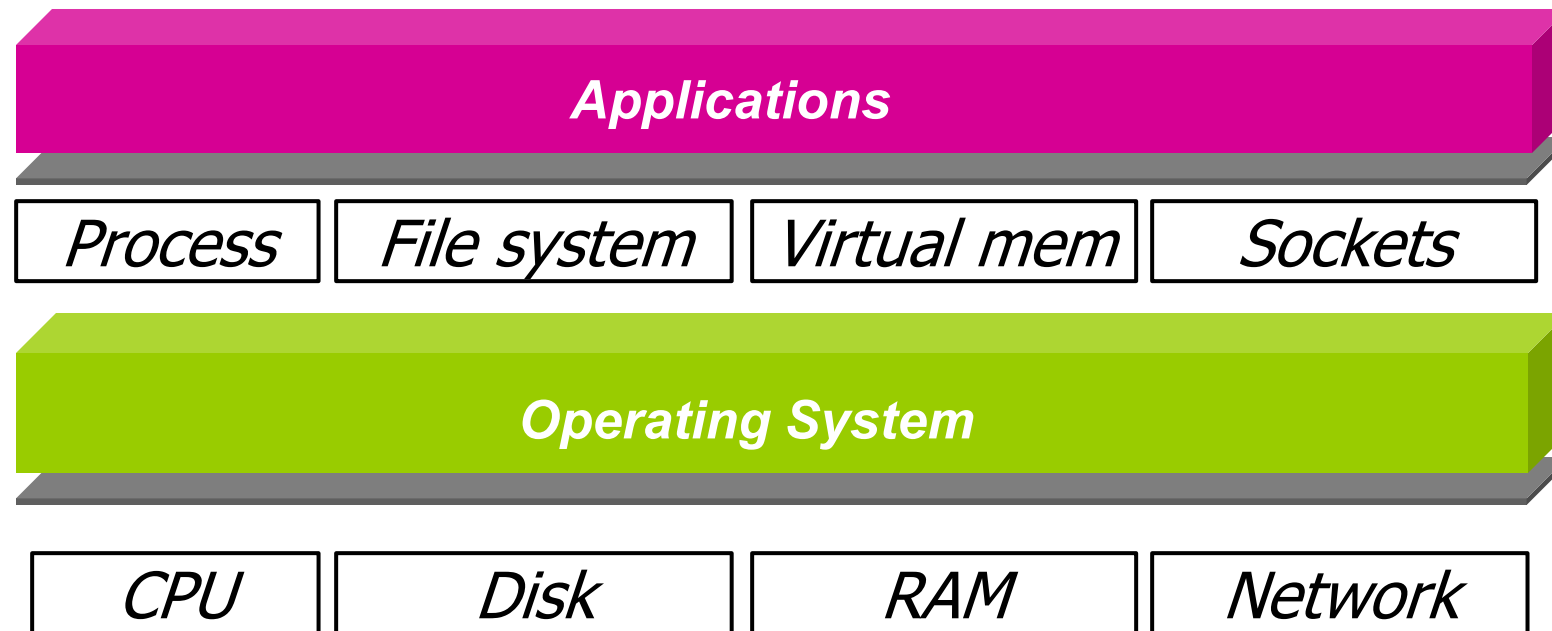 Applications
Process File system Virtual mem Sockets
Operating System
CPU Disk RAM Network